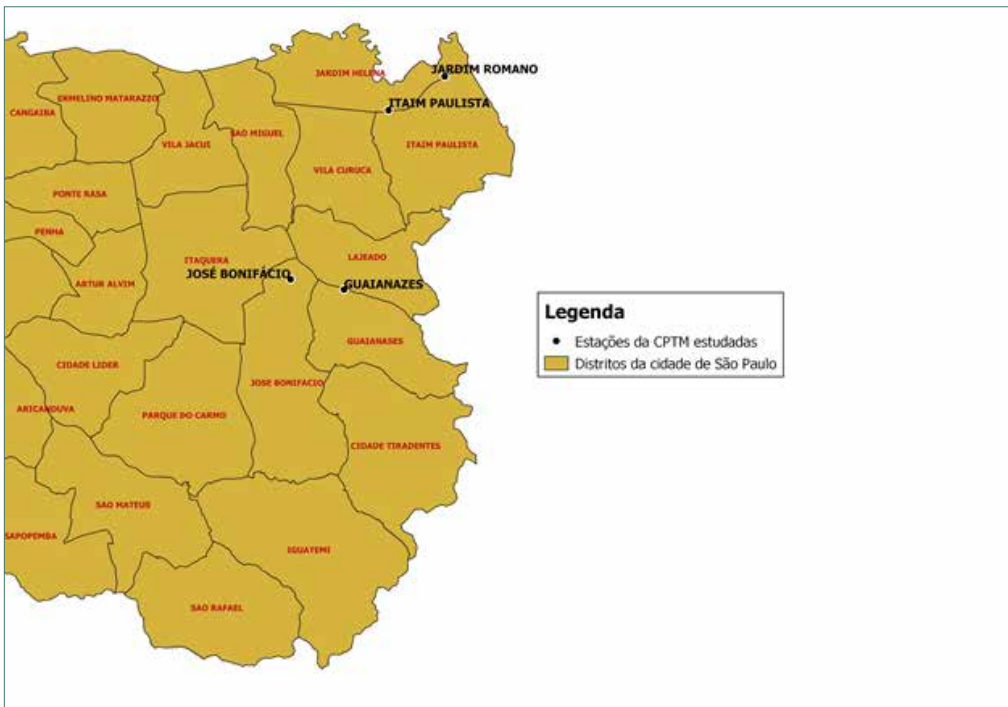 JARDIM ROMANO
JARDIM HELENA
ERMELINO MATARAZZO
ITAIM PAULISTA
CANGAIBA
SAO MIGUEL
VILA JACUI
ITAIM PAULISTA
VILA CURUCA
PONTE RASA
PENHA
ITAQUERA
LAJEADO
JOSÉ BONIFÁCIO
ARTUR ALVIM
GUAIANAZES
Legenda
Estações da CPTM estudadas
Distritos da cidade de São Paulo
GUAIANASES
CIDADE LIDER
JOSE BONIFACIO
ARICANDUVA
PARQUE DO CARMO
CIDADE TIRADENTES
SAO MATEUS
SAPOPEMBA
IGUATEMI
SAO RAFAEL